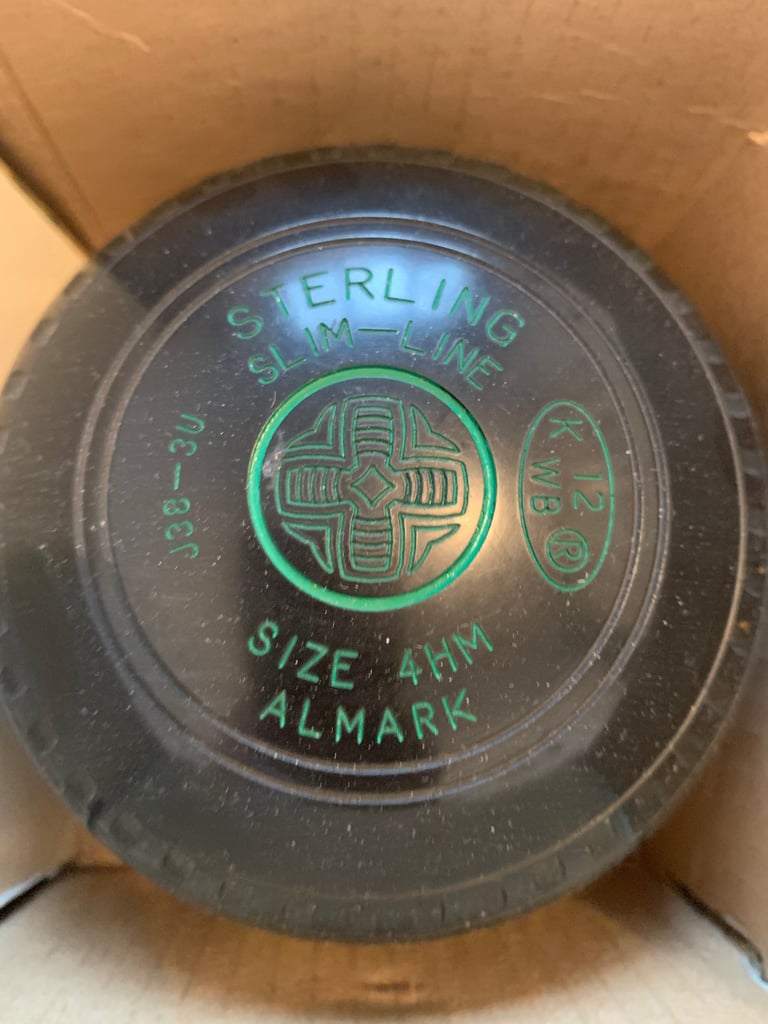 STERLING
SLIM-LINE
J38-3U
K 12
WB R
SIZE 4HM
ALMARK